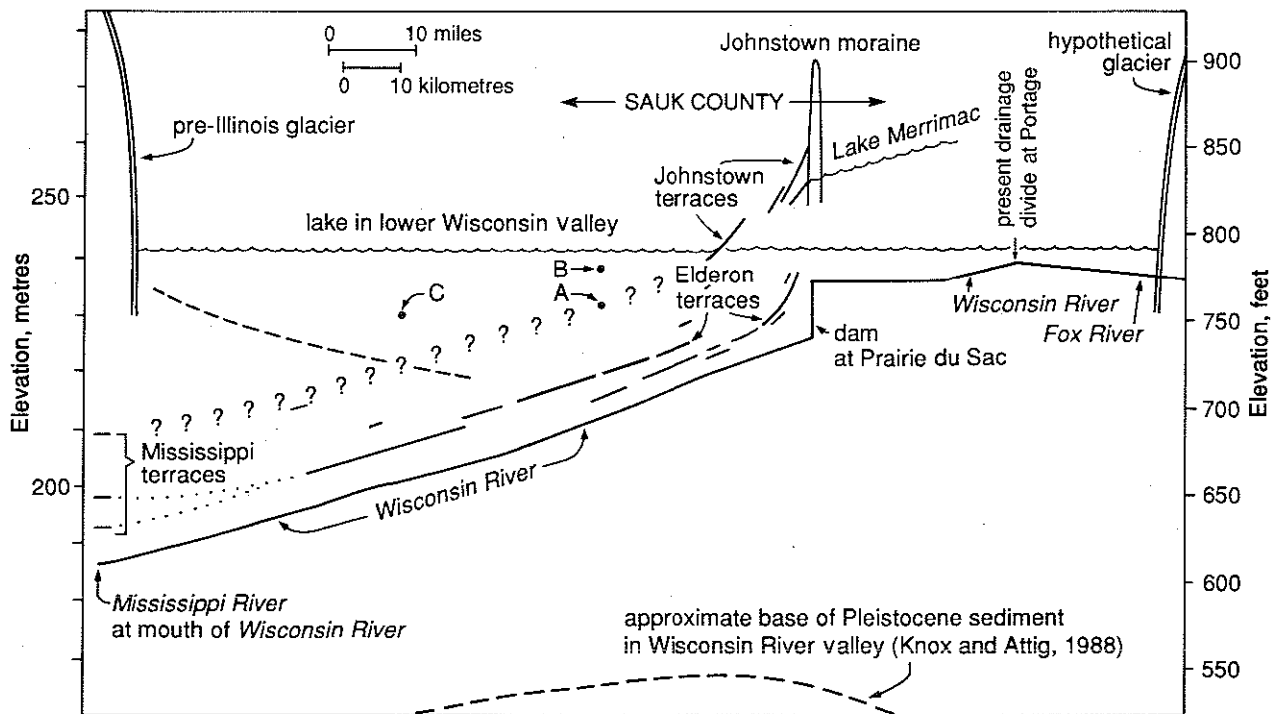 0 10 miles
0 10 kilometres
Johnstown moraine
hypothetical
glacier
pre-Illinois glacier
SAUK COUNTY
Lake Merrimac
present drainage
divide at Portage
Johnstown
terraces
lake in lower Wisconsin valley
B
A
C
Elderon
terraces
? ? ? ? ? ? ? ? ? ? ? ? ? ? ? ?
Wisconsin River
Fox River
dam
at Prairie du Sac
Mississippi
terraces
Wisconsin River
Mississippi River
at mouth of Wisconsin River
approximate base of Pleistocene sediment
in Wisconsin River valley (Knox and Attig, 1988)
Elevation, metres
250
200
Elevation, feet
900
850
800
750
700
650
600
550